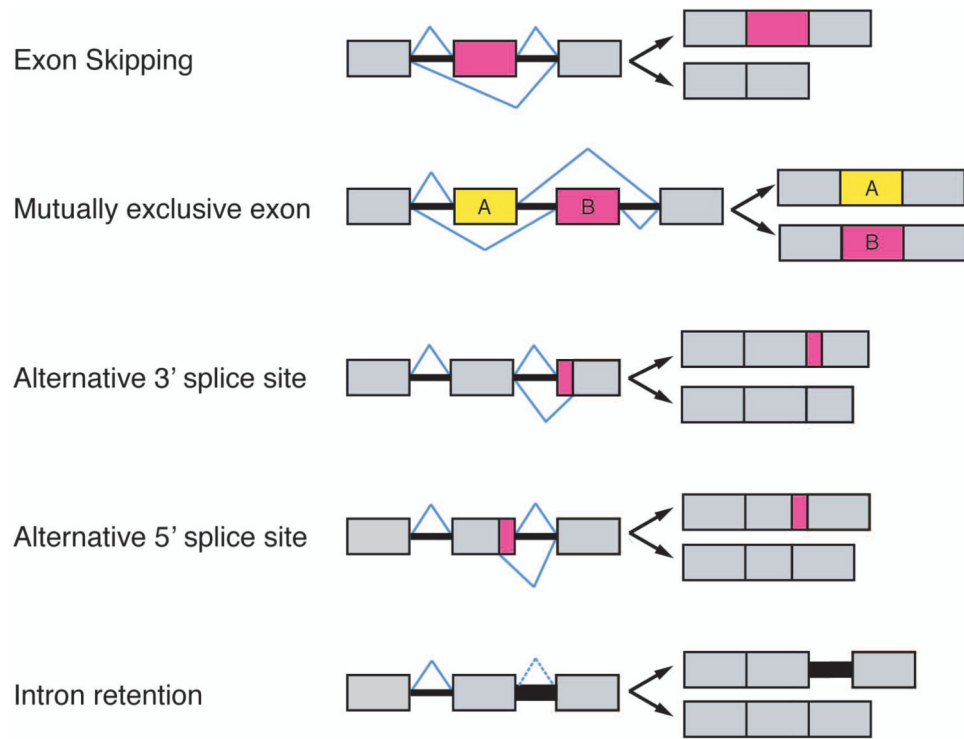 Exon Skipping
Mutually exclusive exon
A
B
A
B
Alternative 3’ splice site
Alternative 5’ splice site
Intron retention